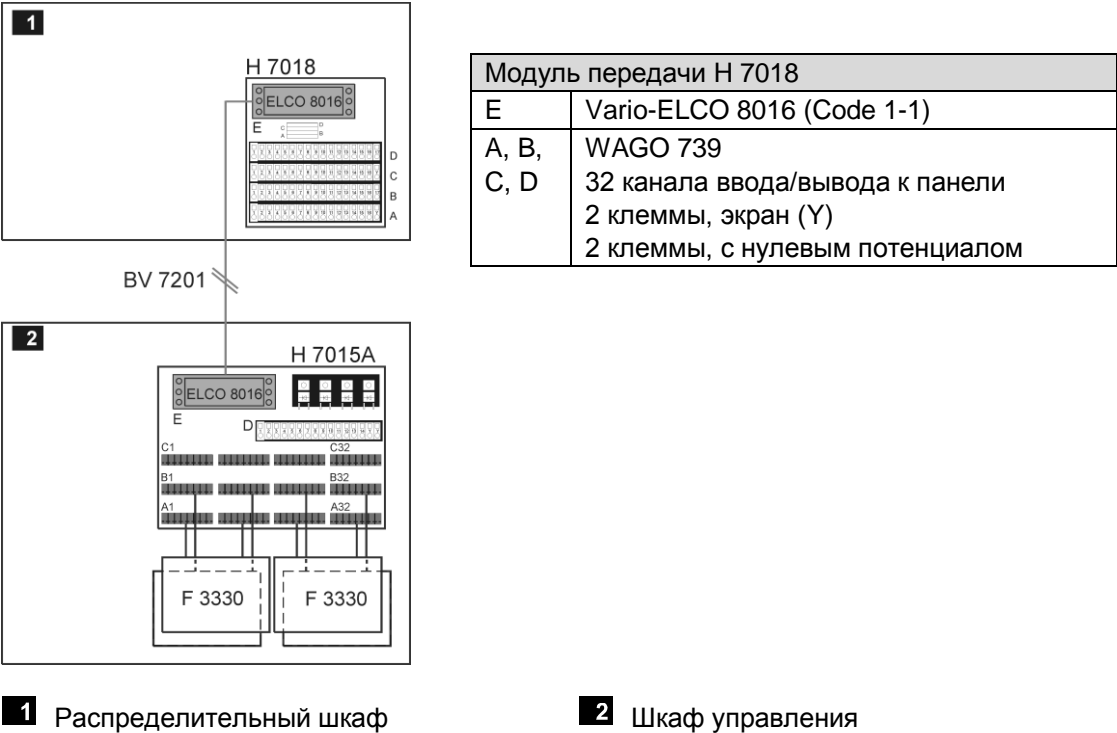 1
H 7018
ELCO 8016
E
C D
A B
D
C
B
A
BV 7201
2
H 7015A
ELCO 8016
E
D
C1 C32
B1 B32
A1 A32
F 3330 F 3330
Модуль передачи H 7018
E Vario-ELCO 8016 (Code 1-1)
A, B, WAGO 739
C, D 32 канала ввода/вывода к панели
2 клеммы, экран (Y)
2 клеммы, с нулевым потенциалом
1 Распределительный шкаф 2 Шкаф управления